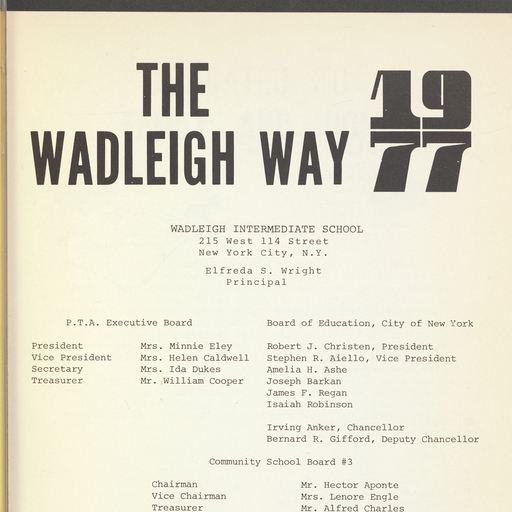 THE
WADLEIGH WAY
19
77
WADLEIGH INTERMEDIATE SCHOOL
215 West 114 Street
New York City, N.Y.
Elfreda S. Wright
Principal
P.T.A. Executive Board
President Mrs. Minnie Eley
Vice President Mrs. Helen Caldwell
Secretary Mrs. Ida Dukes
Treasurer Mr. William Cooper
Board of Education, City of New York
Robert J. Christen, President
Stephen R. Aiello, Vice President
Amelia H. Ashe
Joseph Barkan
James F. Regan
Isaiah Robinson
Irving Anker, Chancellor
Bernard R. Gifford, Deputy Chancellor
Community School Board #3
Chairman Mr. Hector Aponte
Vice Chairman Mrs. Lenore Engle
Treasurer Mr. Alfred Charles